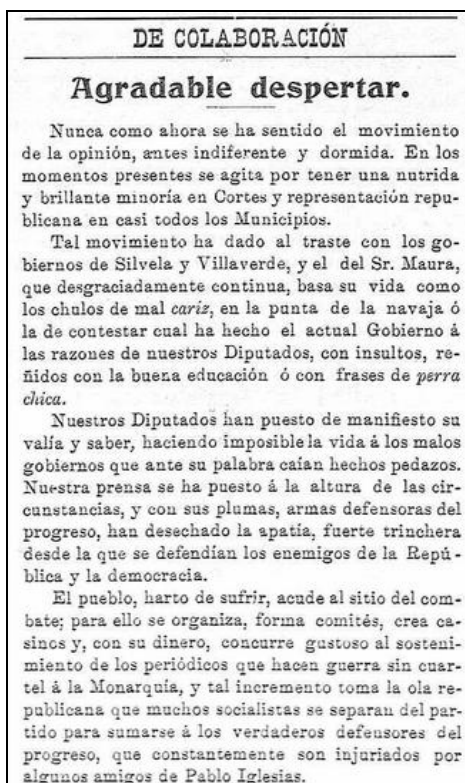 DE COLABORACIÓN
Agradable despertar.
Nunca como ahora se ha sentido el movimiento
de la opinión, antes indiferente y dormida. En los
momentos presentes se agita por tener una nutrida
y brillante minoría en Cortes y representación repu-
blicana en casi todos los Municipios.
Tal movimiento ha dado al traste con los go-
biernos de Silvela y Villaverde, y el del Sr. Maura,
que desgraciadamente continua, basa su vida como
los chulos de mal cariz, en la punta de la navaja ó
la de contestar cual ha hecho el actual Gobierno á
las razones de nuestros Diputados, con insultos, re-
ñidos con la buena educación ó con frases de perra
chica.
Nuestros Diputados han puesto de manifiesto su
valía y saber, haciendo imposible la vida á los malos
gobiernos que ante su palabra caían hechos pedazos.
Nuestra prensa se ha puesto á la altura de las cir-
cunstancias, y con sus plumas, armas defensoras del
progreso, han desechado la apatía, fuerte trinchera
desde la que se defendían los enemigos de la Repú-
blica y la democracia.
El pueblo, harto de sufrir, acude al sitio del com-
bate; para ello se organiza, forma comités, crea ca-
sinos y, con su dinero, concurre gustoso al sosteni-
miento de los periódicos que hacen guerra sin cuar-
tel á la Monarquía, y tal incremento toma la ola re-
publicana que muchos socialistas se separan del par-
tido para sumarse á los verdaderos defensores del
progreso, que constantemente son injuriados por
algunos amigos de Pablo Iglesias.